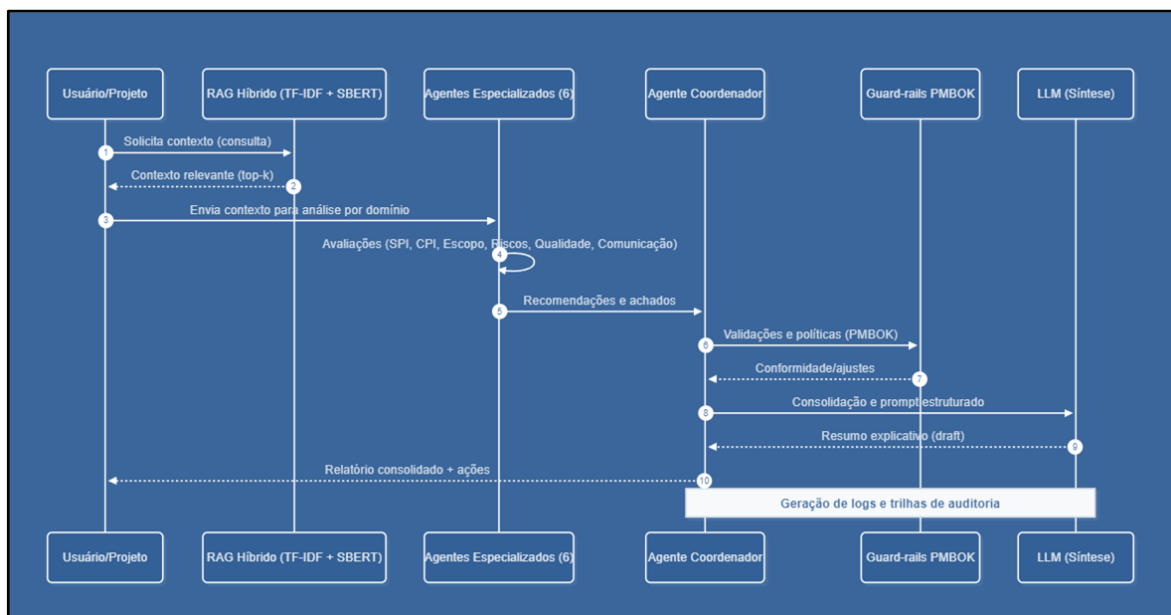 Usuário/Projeto
RAG Híbrido (TF-IDF + SBERT)
Agentes Especializados (6)
Agente Coordenador
Guard-rails PMBOK
LLM (Síntese)
Solicita contexto (consulta)
1
Contexto relevante (top-k)
2
Envia contexto para análise por domínio
3
Avaliações (SPI, CPI, Escopo, Riscos, Qualidade, Comunicação)
4
Recomendações e achados
5
Validações e políticas (PMBOK)
6
Conformidade/ajustes
7
Consolidação e prompt estruturado
8
Resumo explicativo (draft)
9
Relatório consolidado + ações
10
Geração de logs e trilhas de auditoria
Usuário/Projeto
RAG Híbrido (TF-IDF + SBERT)
Agentes Especializados (6)
Agente Coordenador
Guard-rails PMBOK
LLM (Síntese)